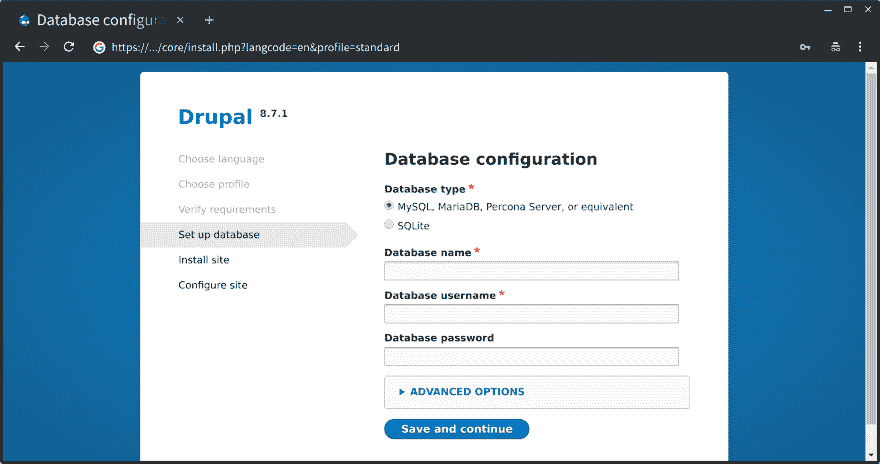 Database configura
https://.../core/install.php?langcode=en&profile=standard
Drupal 8.7.1
Choose language
Choose profile
Verify requirements
Set up database
Install site
Configure site
Database configuration
Database type *
MySQL, MariaDB, Percona Server, or equivalent
SQLite
Database name *
Database username *
Database password
ADVANCED OPTIONS
Save and continue